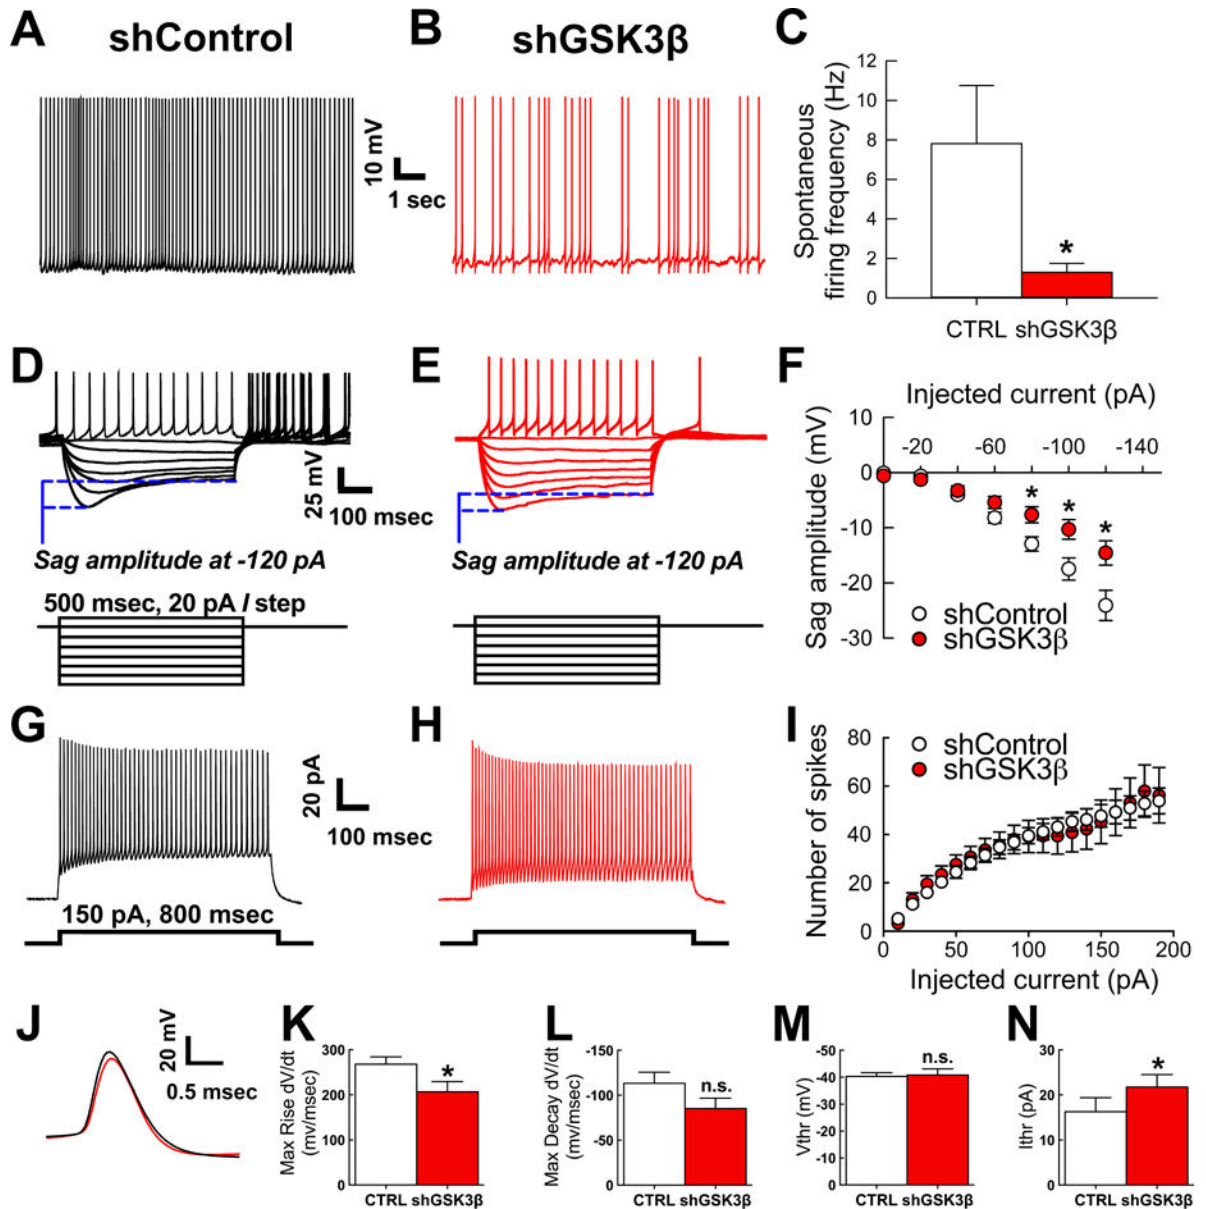 A shControl
B shGSK3β
C
10 mV
1 sec
Spontaneous
firing frequency (Hz)
12
10
8
6
4
2
0
*
CTRL shGSK3β
D
25 mV
100 msec
Sag amplitude at -120 pA
500 msec, 20 pA / step
E
Sag amplitude at -120 pA
F
Injected current (pA)
Sag amplitude (mV)
10
-20 -60 -100 -140
0
* * *
-10
-20
-30
shControl
shGSK3β
G
20 pA
100 msec
150 pA, 800 msec
H
I
Number of spikes
80
60
40
20
0
shControl
shGSK3β
0 50 100 150 200
Injected current (pA)
J
20 mV
0.5 msec
K
Max Rise dV/dt
(mv/msec)
300
200
100
0
*
CTRL shGSK3β
L
Max Decay dV/dt
(mv/msec)
-150
-100
-50
0
n.s.
CTRL shGSK3β
M
Vthr (mV)
-50
-40
-30
-20
-10
n.s.
CTRL shGSK3β
N
Ithr (pA)
30
20
10
0
*
CTRL shGSK3β